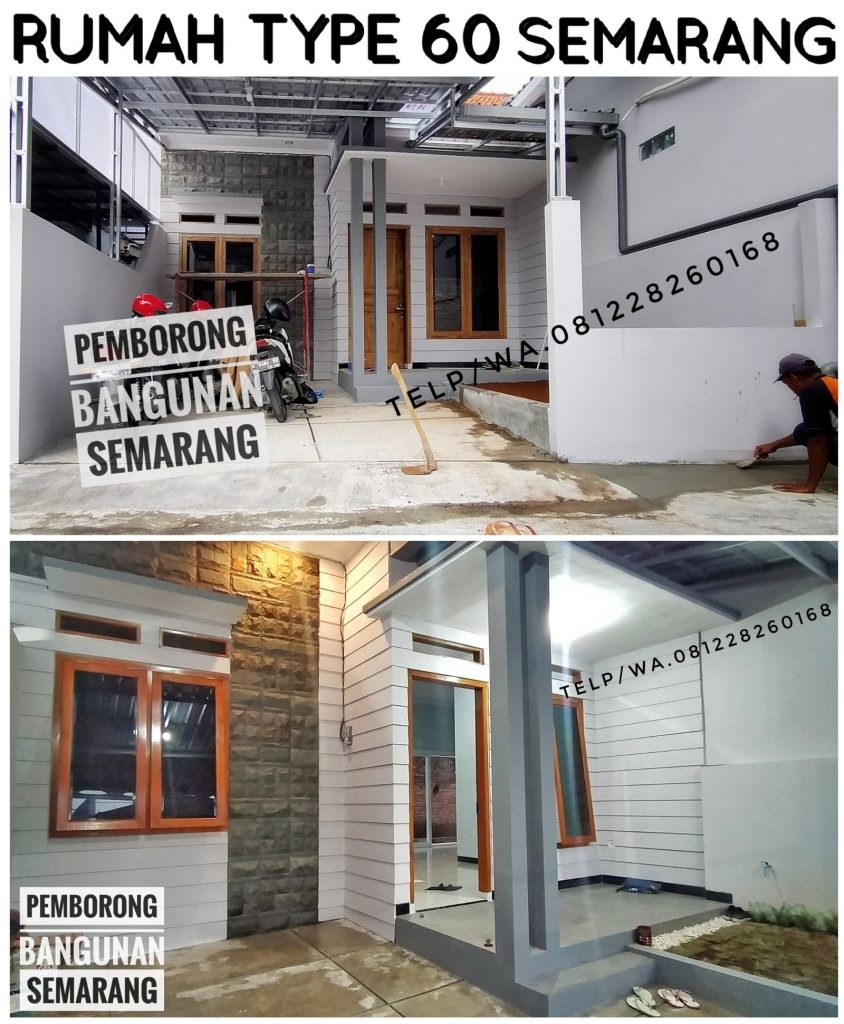 RUMAH TYPE 60 SEMARANG
TELP/WA.081228260168
PEMBORONG
BANGUNAN
SEMARANG
TELP/WA.081228260168
PEMBORONG
BANGUNAN
SEMARANG